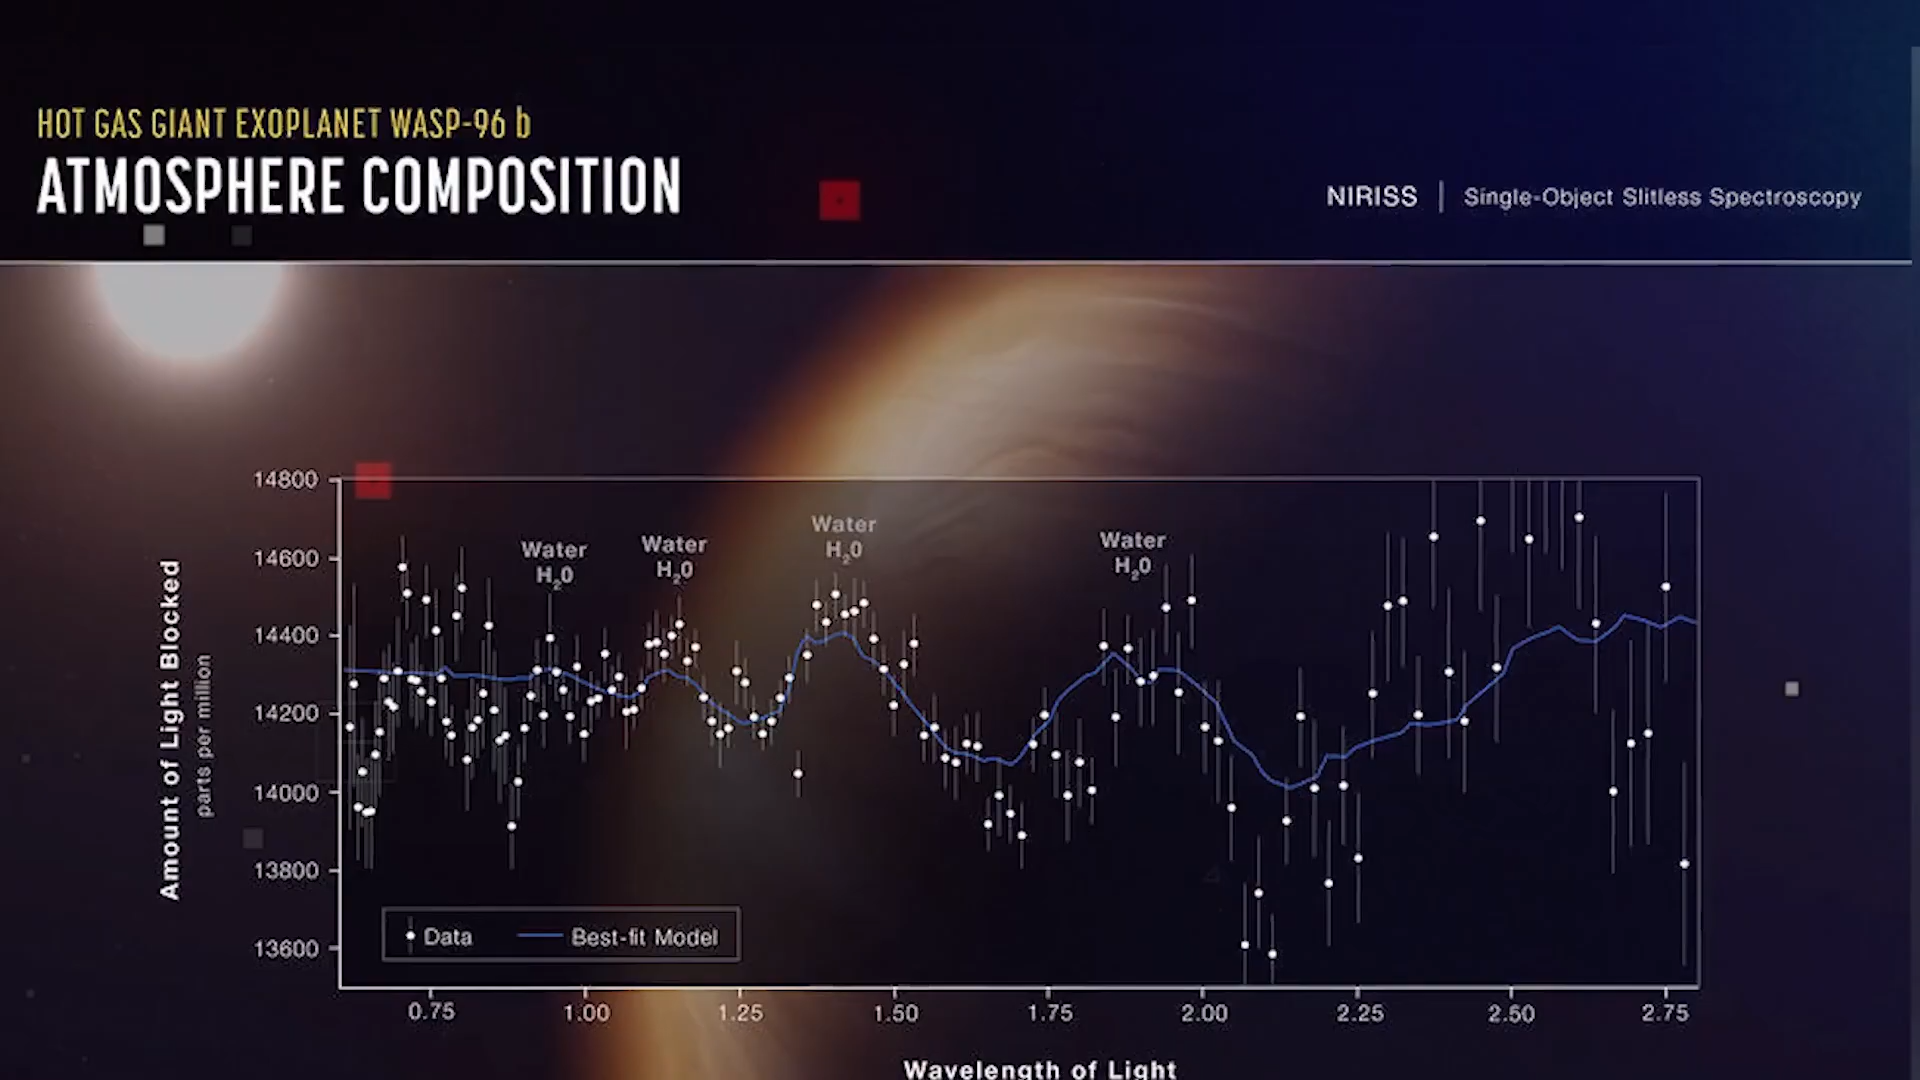 HOT GAS GIANT EXOPLANET WASP-96 b
ATMOSPHERE COMPOSITION
NIRISS | Single-Object Slitless Spectroscopy
14800
14600
14400
14200
14000
13800
13600
Amount of Light Blocked
parts per million
Water
H₂O
Water
H₂O
Water
H₂O
Water
H₂O
Data
Best-fit Model
0.75 1.00 1.25 1.50 1.75 2.00 2.25 2.50 2.75
Wavelength of Light